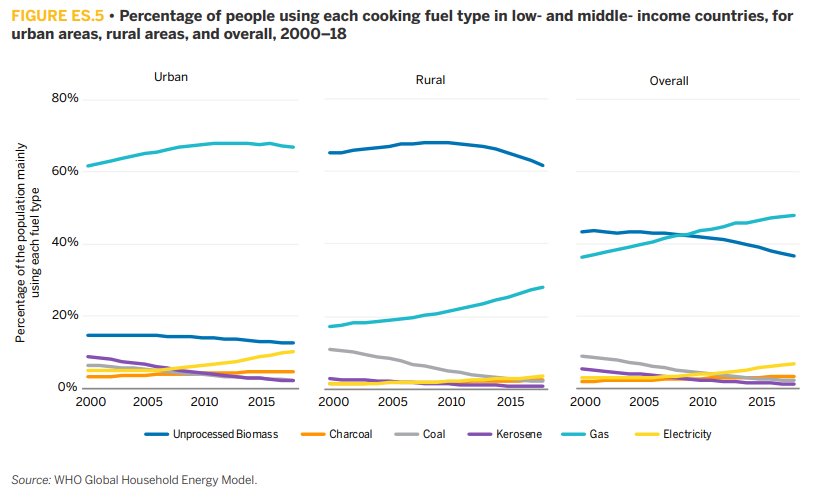 FIGURE ES.5 • Percentage of people using each cooking fuel type in low- and middle- income countries, for
urban areas, rural areas, and overall, 2000–18
Urban
Rural
Overall
Percentage of the population mainly
using each fuel type
80%
60%
40%
20%
0%
2000 2005 2010 2015
2000 2005 2010 2015
2000 2005 2010 2015
Unprocessed Biomass Charcoal Coal Kerosene Gas Electricity
Source: WHO Global Household Energy Model.